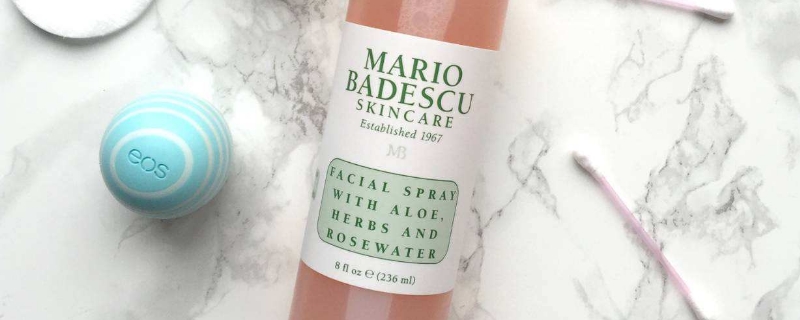 eos
MARIO
BADESCU
SKINCARE
Established 1967
MB
FACIAL SPRAY
WITH ALOE,
HERBS AND
ROSEWATER
8 fl oz ℮ (236 ml)